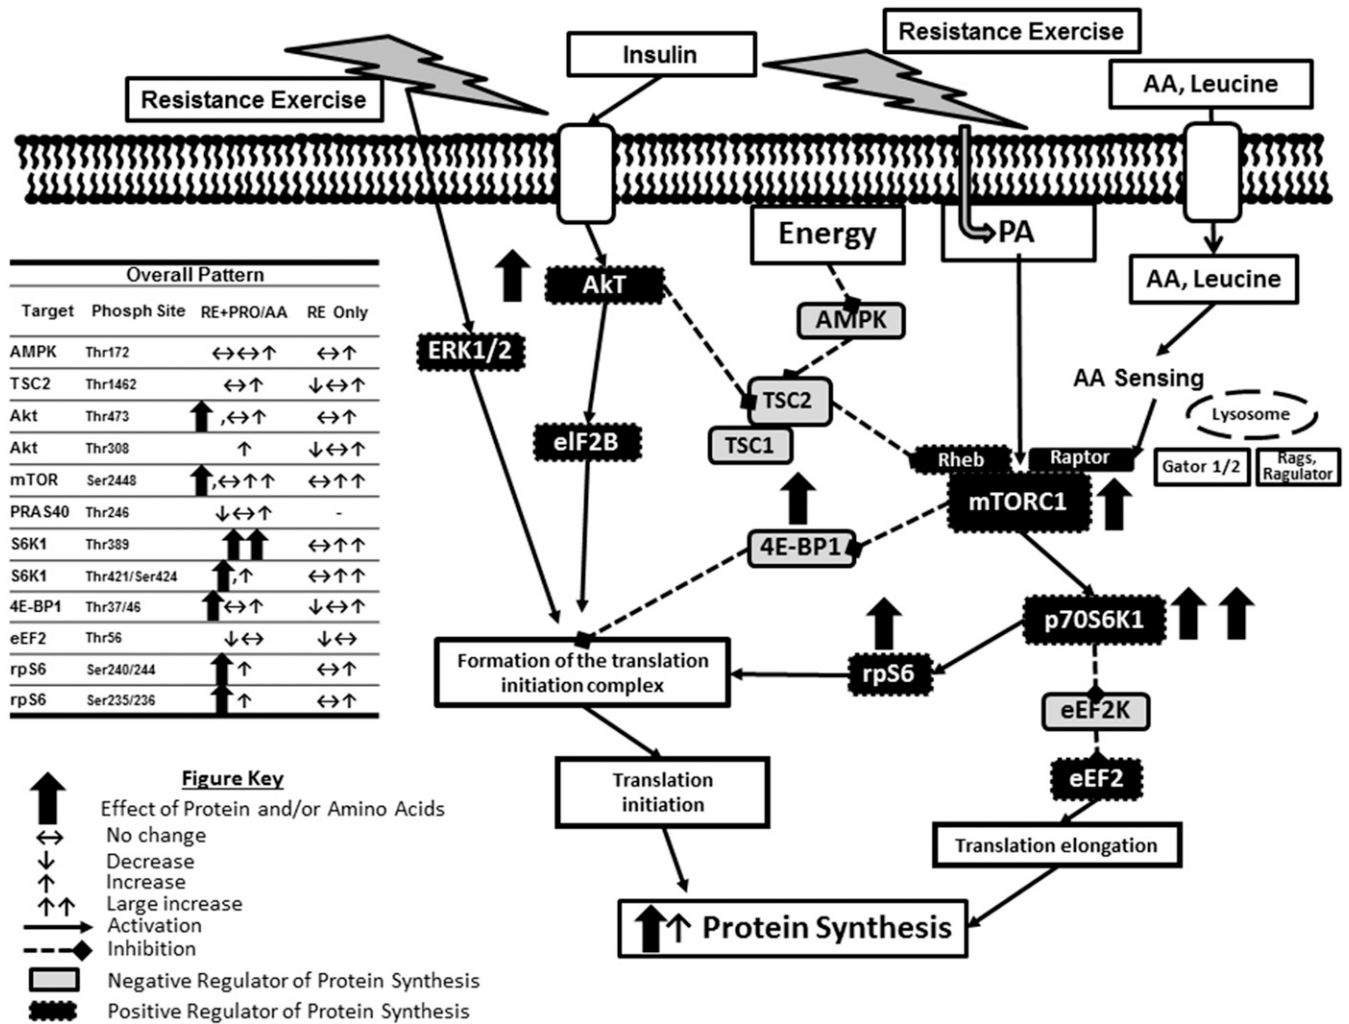 Resistance Exercise
Insulin
Resistance Exercise
AA, Leucine
Energy
PA
AkT
AMPK
AA, Leucine
ERK1/2
TSC2
AA Sensing
Lysosome
eIF2B
TSC1
Rheb
Raptor
Gator 1/2
Rags,
Ragulator
mTORC1
4E-BP1
p70S6K1
Formation of the translation
initiation complex
rpS6
eEF2K
eEF2
Translation
initiation
Translation elongation
Protein Synthesis
Overall Pattern
Target Phosph Site RE+PRO/AA RE Only
AMPK Thr172 ↔↔↑ ↔↑
TSC2 Thr1462 ↔↑ ↓↔↑
Akt Thr473 ⬆,↔↑ ↔↑
Akt Thr308 ↑ ↓↔↑
mTOR Ser2448 ⬆,↔↑↑ ↔↑↑
PRAS40 Thr246 ↓↔↑ -
S6K1 Thr389 ⬆⬆ ↔↑↑
S6K1 Thr421/Ser424 ⬆,↑ ↔↑↑
4E-BP1 Thr37/46 ⬆↔↑ ↓↔↑
eEF2 Thr56 ↓↔ ↓↔
rpS6 Ser240/244 ⬆↑ ↔↑
rpS6 Ser235/236 ⬆↑ ↔↑
Figure Key
Effect of Protein and/or Amino Acids
No change
Decrease
Increase
Large increase
Activation
Inhibition
Negative Regulator of Protein Synthesis
Positive Regulator of Protein Synthesis